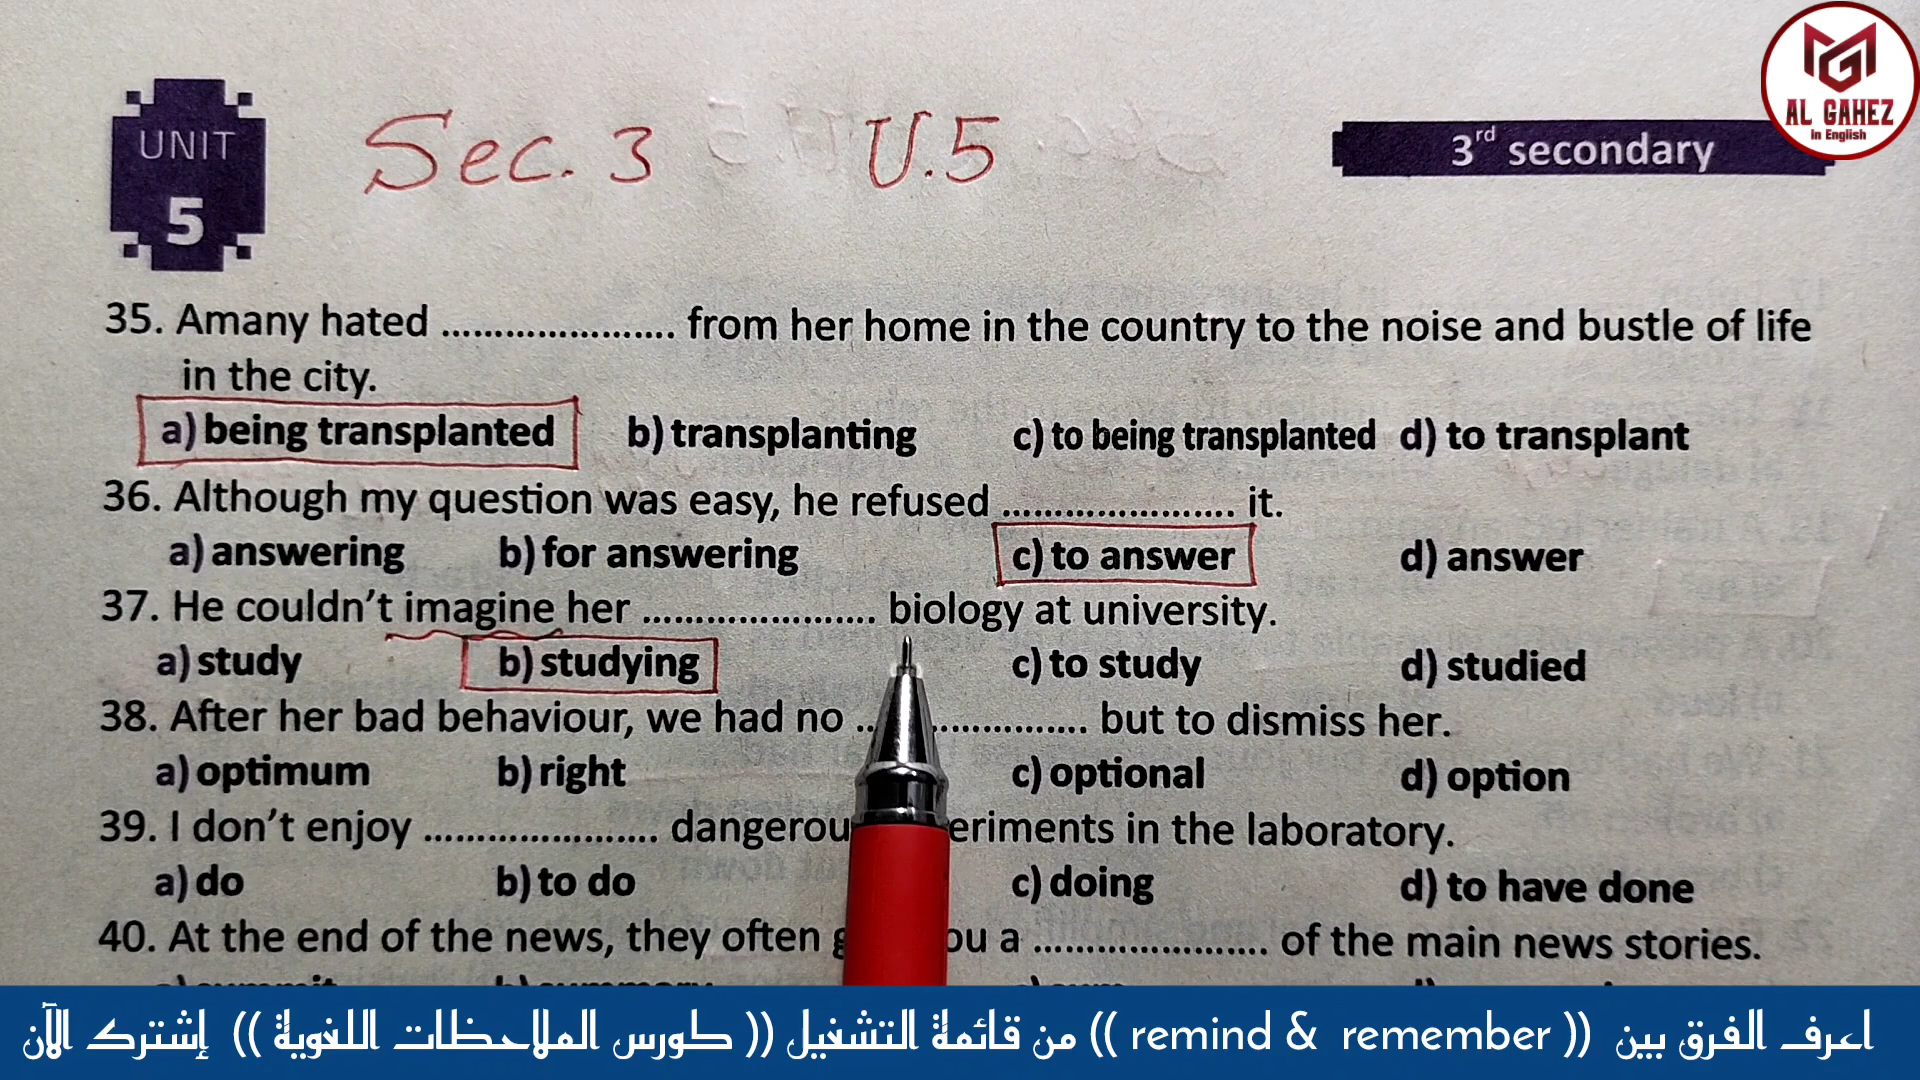 AL GAHEZ
in English
UNIT
5
Sec. 3 U.5
3rd secondary
35. Amany hated ...................... from her home in the country to the noise and bustle of life
in the city.
a) being transplanted b) transplanting c) to being transplanted d) to transplant
36. Although my question was easy, he refused ...................... it.
a) answering b) for answering c) to answer d) answer
37. He couldn't imagine her ...................... biology at university.
a) study b) studying c) to study d) studied
38. After her bad behaviour, we had no ...................... but to dismiss her.
a) optimum b) right c) optional d) option
39. I don't enjoy ...................... dangerou eriments in the laboratory.
a) do b) to do c) doing d) to have done
40. At the end of the news, they often ou a ...................... of the main news stories.
اعرف الفرق بين (( remind & remember )) من قائمة التشغيل (( كورس الملاحظات اللغوية )) إشترك الآن